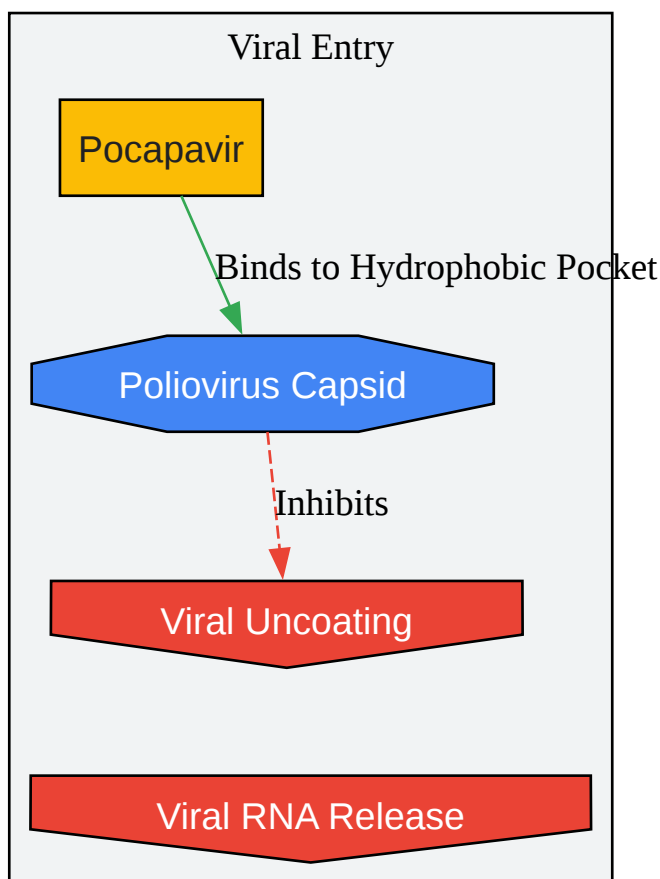 Viral Entry
Pocapavir
Binds to Hydrophobic Pocket
Poliovirus Capsid
Inhibits
Viral Uncoating
Viral RNA Release